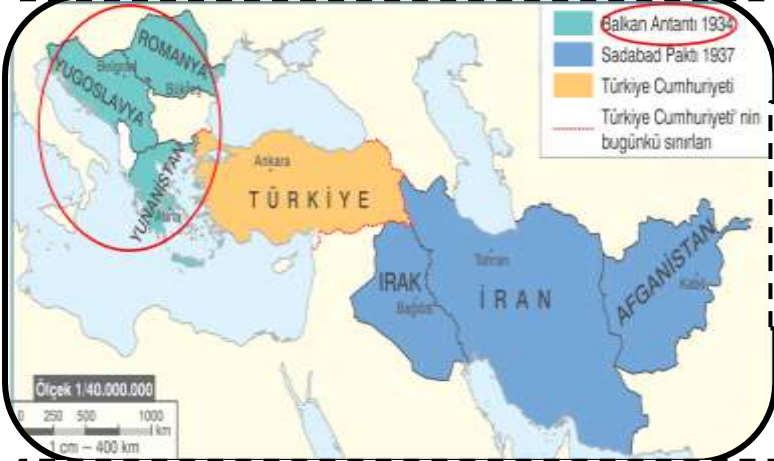 Balkan Antantı 1934
Sadabad Paktı 1937
Türkiye Cumhuriyeti
Türkiye Cumhuriyeti' nin
bugünkü sınırları
ROMANYA
Belgrad
Bükreş
YUGOSLAVYA
YUNANİSTAN
Atina
Ankara
TÜRKİYE
IRAK
Bağdat
Tahran
İRAN
AFGANİSTAN
Kabil
Ölçek 1/40.000.000
0 250 500 1000
km
1 cm — 400 km